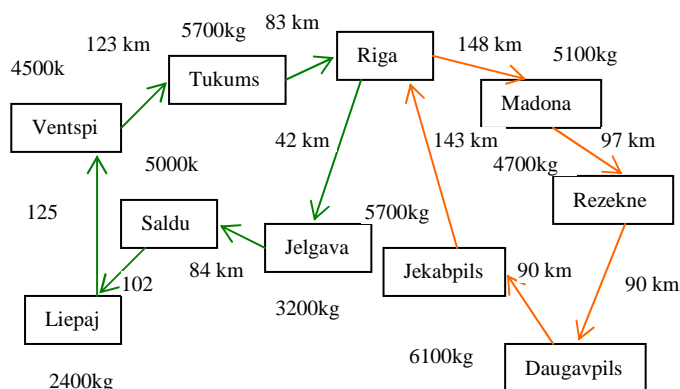 83 km
5700kg
123 km
Riga
148 km
5100kg
4500k
Tukums
Madona
Ventspi
42 km
143 km
97 km
5000k
4700kg
Rezekne
125
Saldu
5700kg
Jelgava
Jekabpils
84 km
90 km
90 km
102
Liepaj
3200kg
6100kg
Daugavpils
2400kg